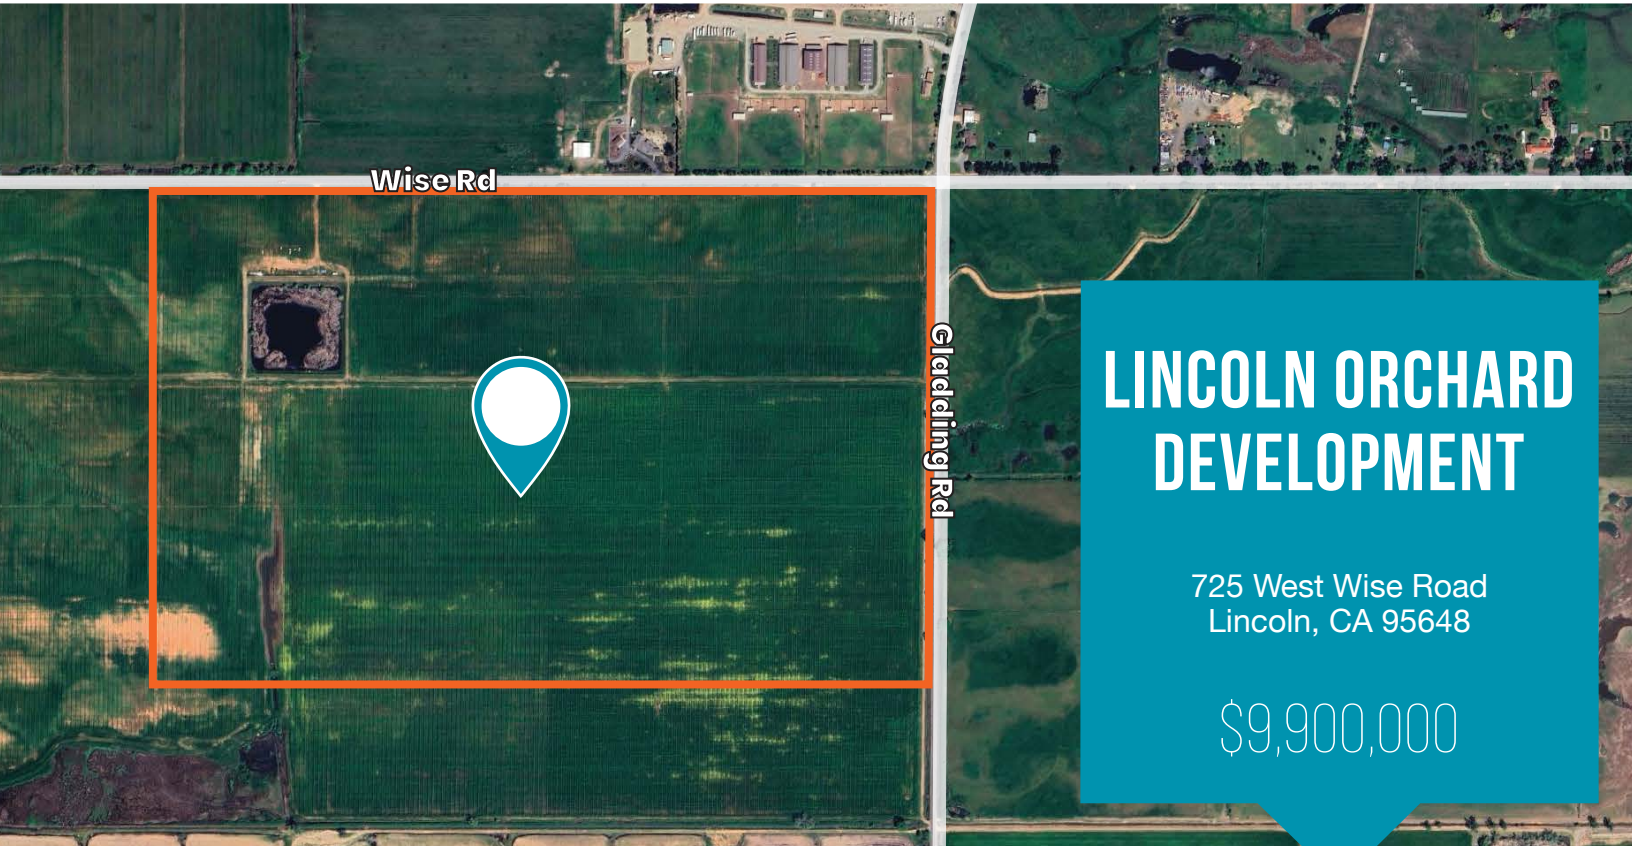 Wise Rd
Gladding Rd
LINCOLN ORCHARD
DEVELOPMENT
725 West Wise Road
Lincoln, CA 95648
$9,900,000